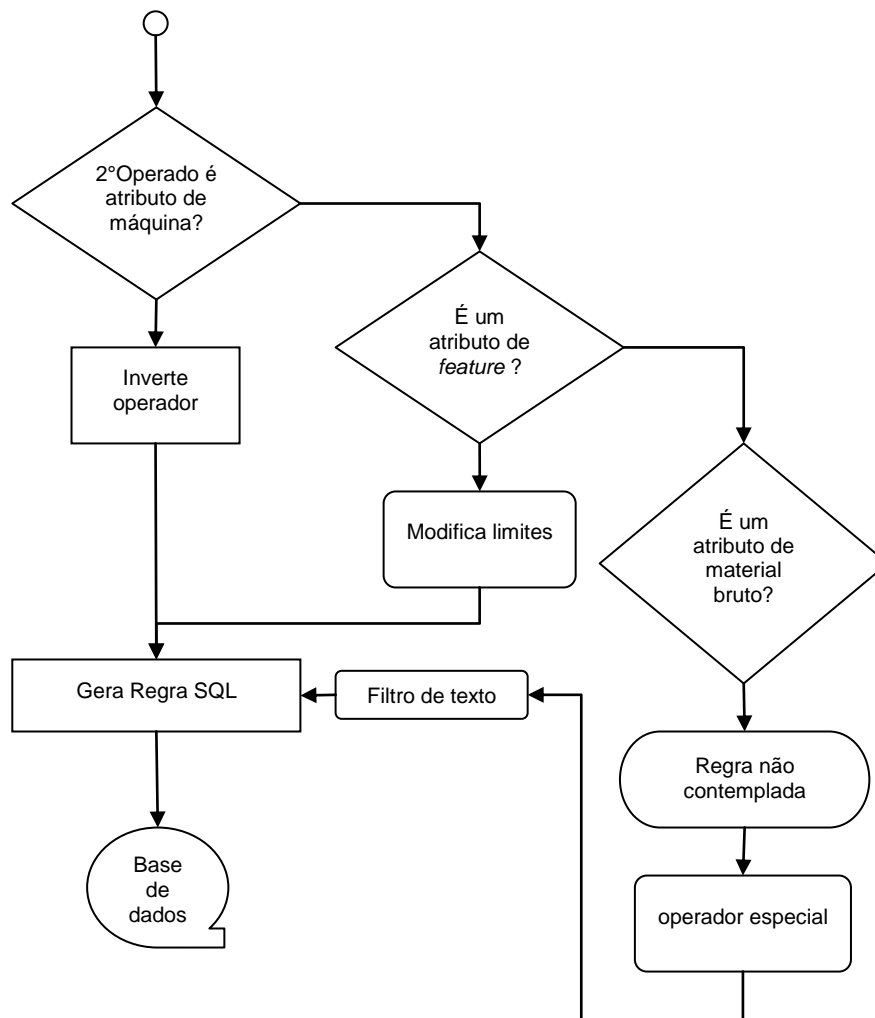 2°Operado é
atributo de
máquina?
É um
atributo de
feature ?
Inverte
operador
Modifica limites
É um
atributo de
material
bruto?
Gera Regra SQL
Filtro de texto
Regra não
contemplada
Base
de
dados
operador especial